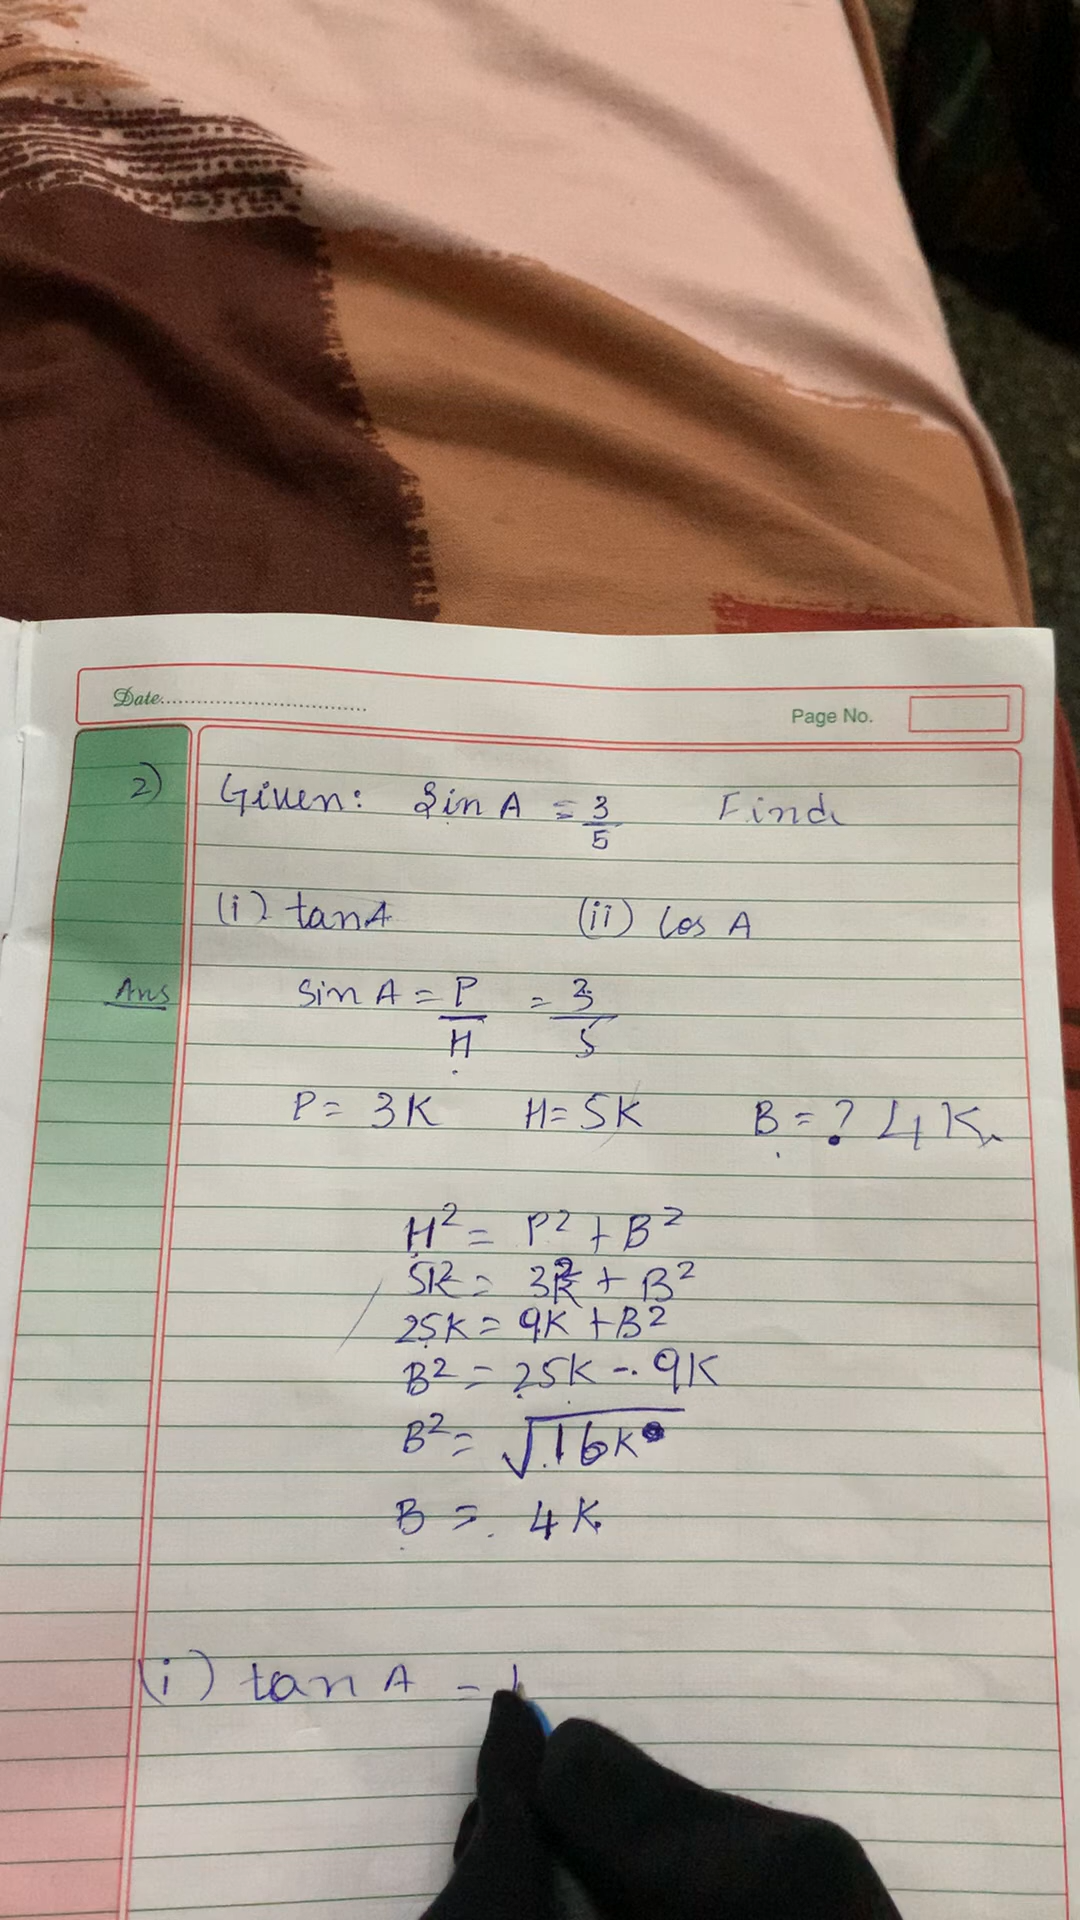 Date
Page No.
2) Given: Sin A = 3/5 Find
(i) tanA (ii) Cos A
Ans Sin A = P/H = 3/5
P= 3K H= 5K B=? 4K.
H² = P² + B²
5K² = 3K² + B²
25K = 9K + B²
B² = 25K - 9K
B² = √16K
B = 4K.
(i) tan A =